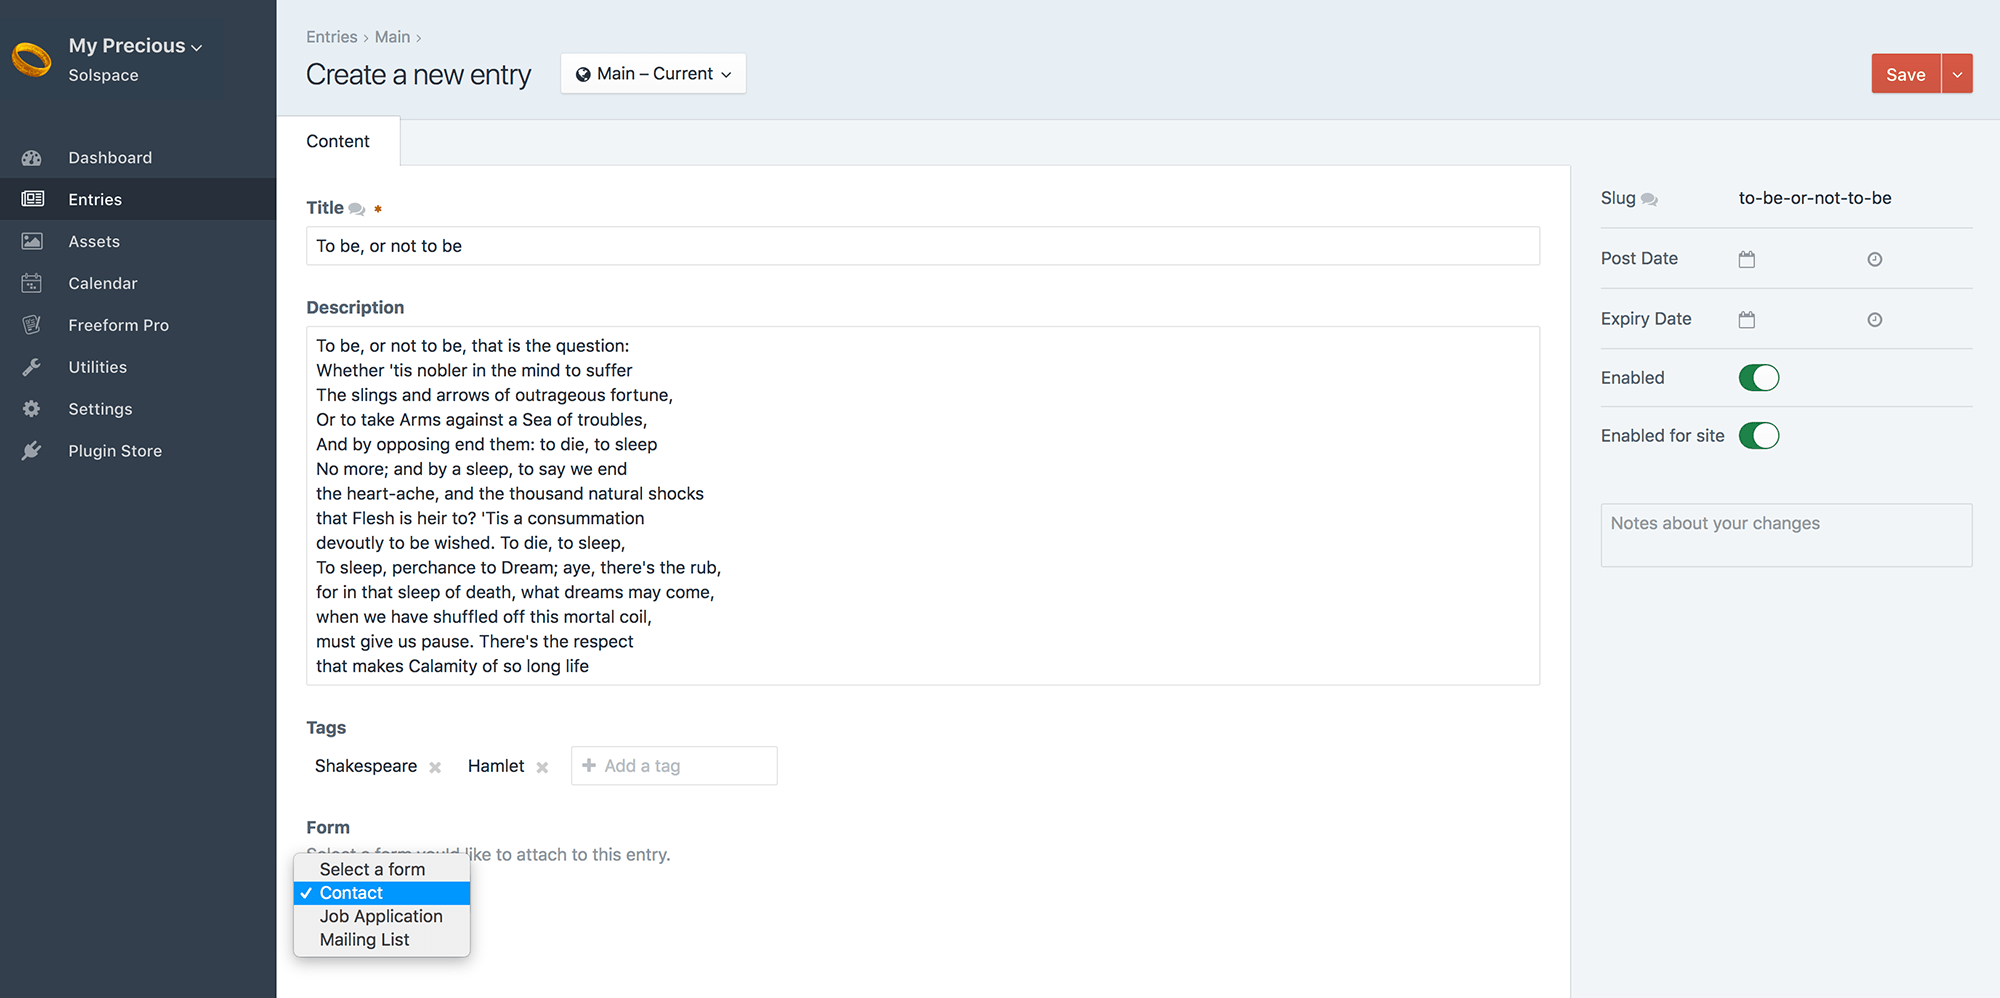 My Precious
Solspace
Dashboard
Entries
Assets
Calendar
Freeform Pro
Utilities
Settings
Plugin Store
Entries › Main ›
Create a new entry
Main – Current
Save
Content
Title *
To be, or not to be
Description
To be, or not to be, that is the question:
Whether 'tis nobler in the mind to suffer
The slings and arrows of outrageous fortune,
Or to take Arms against a Sea of troubles,
And by opposing end them: to die, to sleep
No more; and by a sleep, to say we end
the heart-ache, and the thousand natural shocks
that Flesh is heir to? 'Tis a consummation
devoutly to be wished. To die, to sleep,
To sleep, perchance to Dream; aye, there's the rub,
for in that sleep of death, what dreams may come,
when we have shuffled off this mortal coil,
must give us pause. There's the respect
that makes Calamity of so long life
Tags
Shakespeare
Hamlet
Add a tag
Form
like to attach to this entry.
Select a form
✓ Contact
Job Application
Mailing List
Slug
to-be-or-not-to-be
Post Date
Expiry Date
Enabled
Enabled for site
Notes about your changes